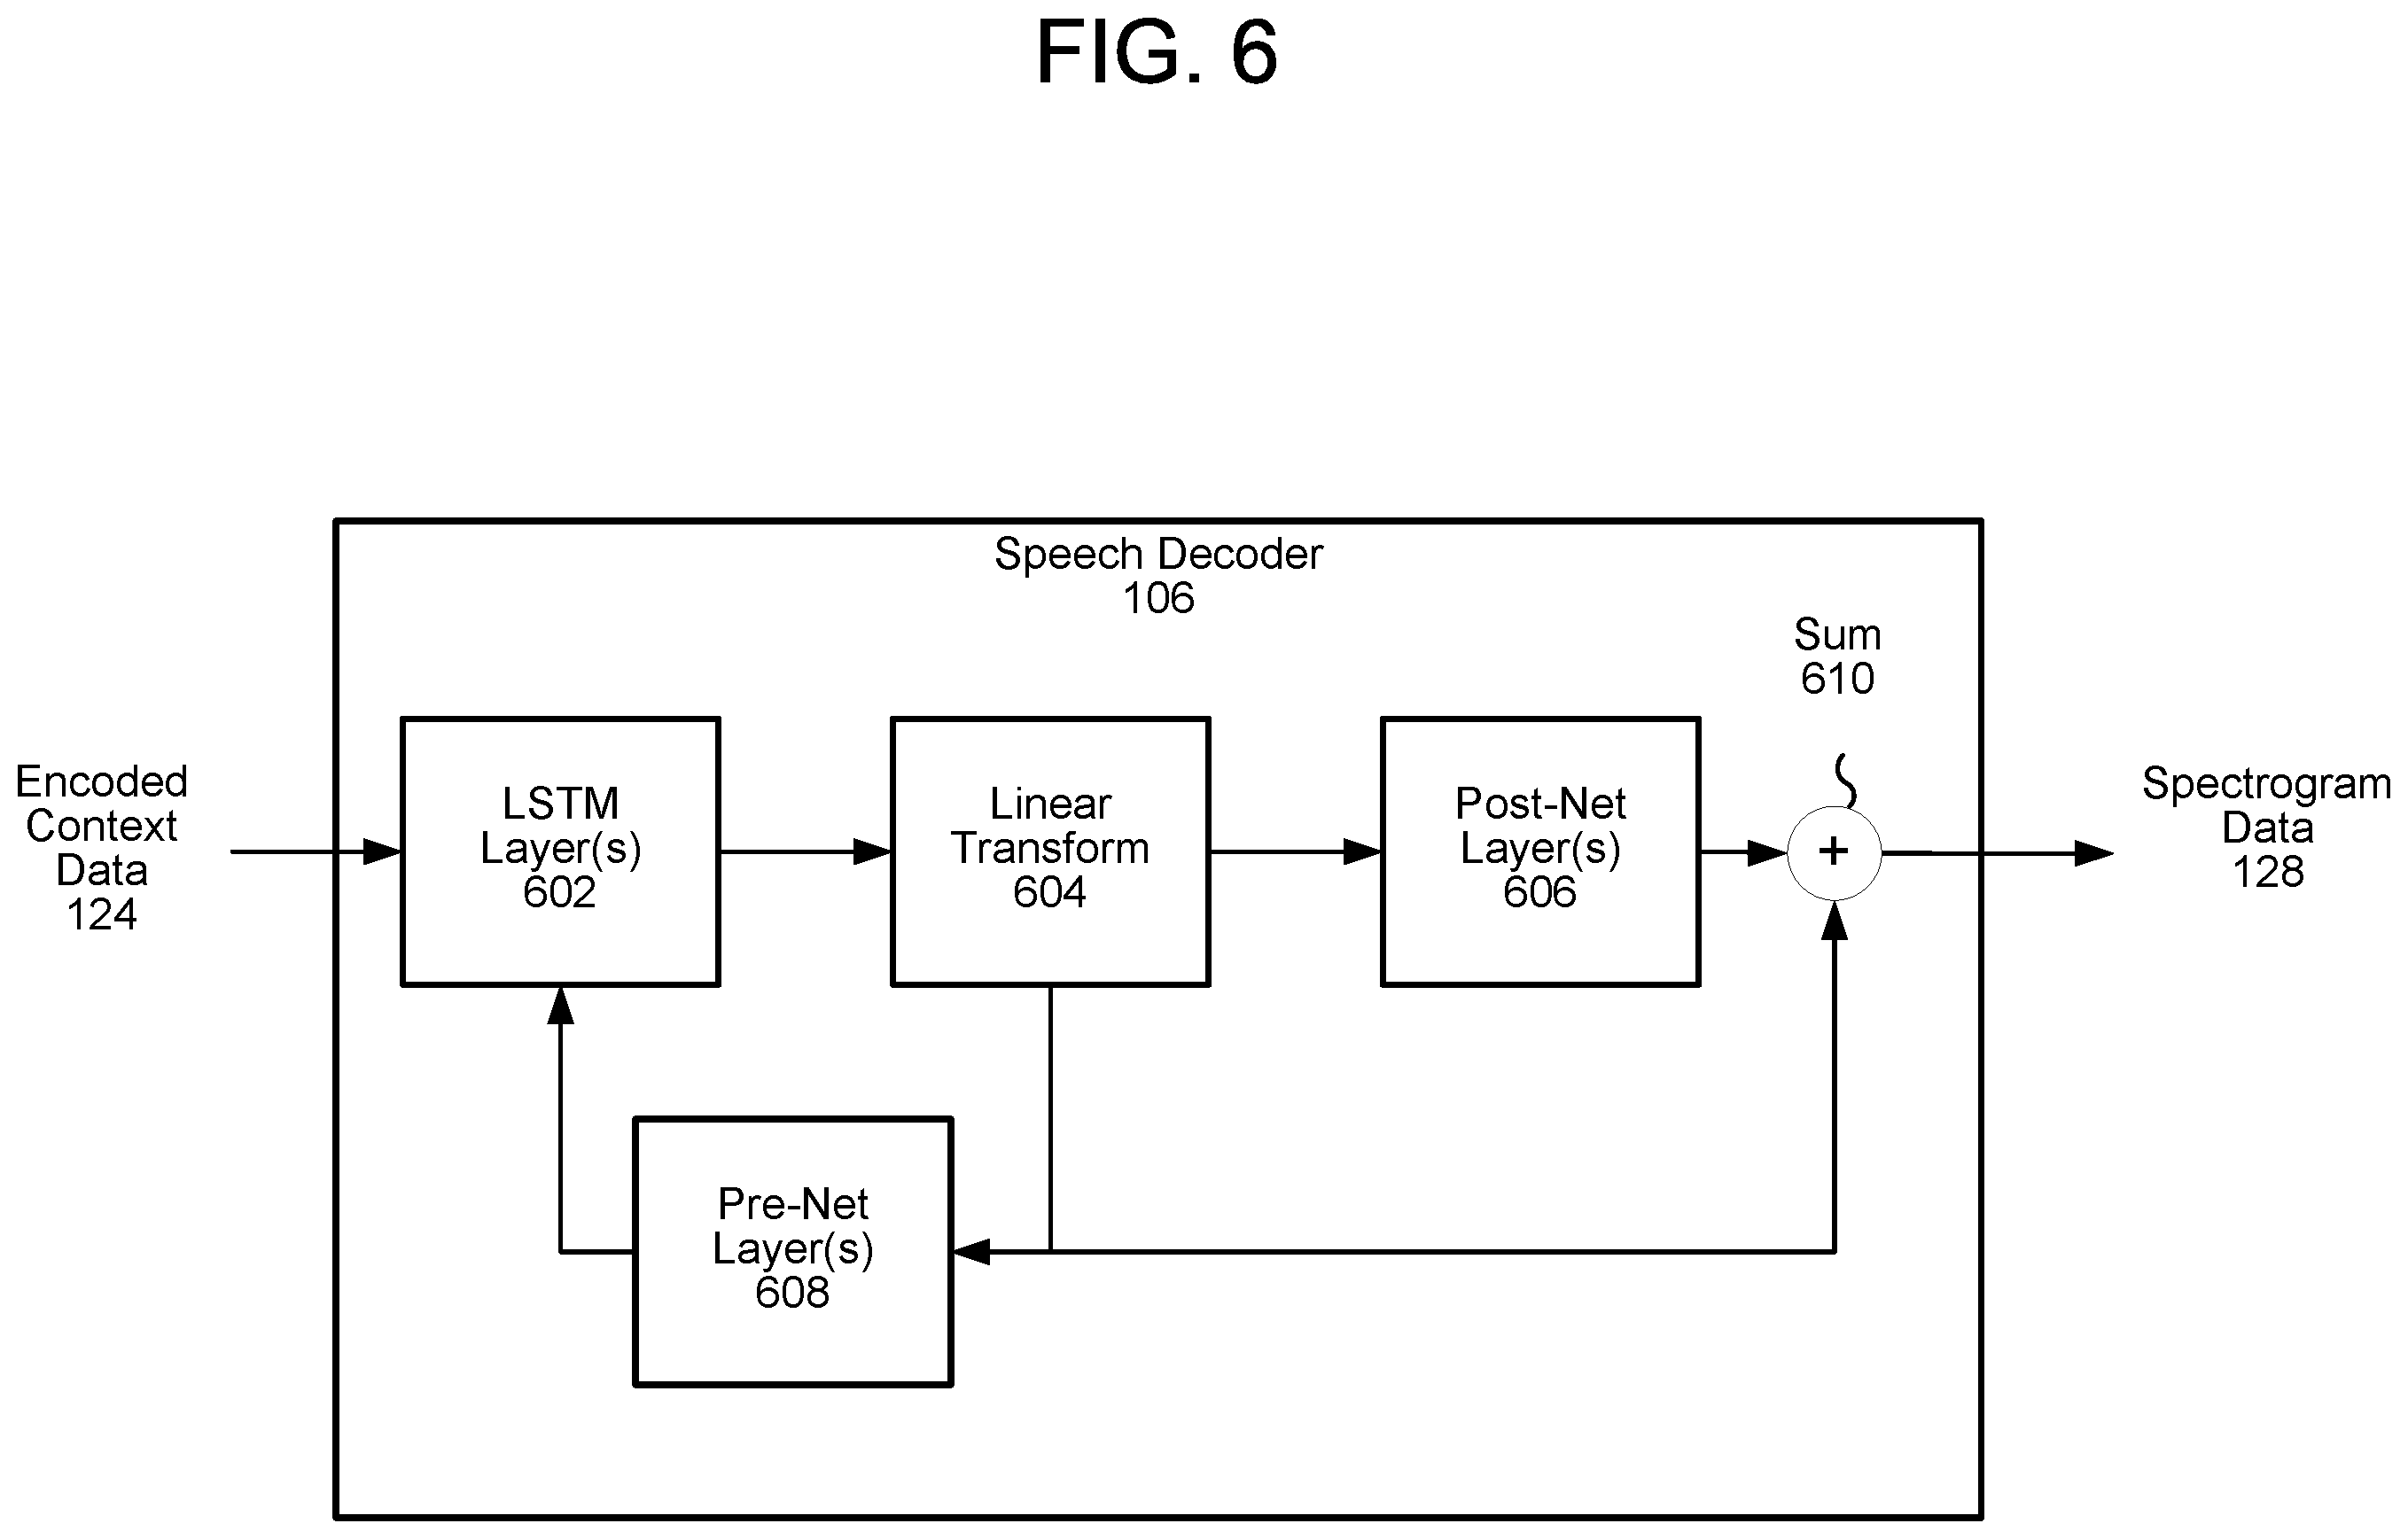 FIG. 6
Speech Decoder
106
Sum
610
Encoded
Context
Data
124
LSTM
Layer(s)
602
Linear
Transform
604
Post-Net
Layer(s)
606
+
Spectrogram
Data
128
Pre-Net
Layer(s)
608